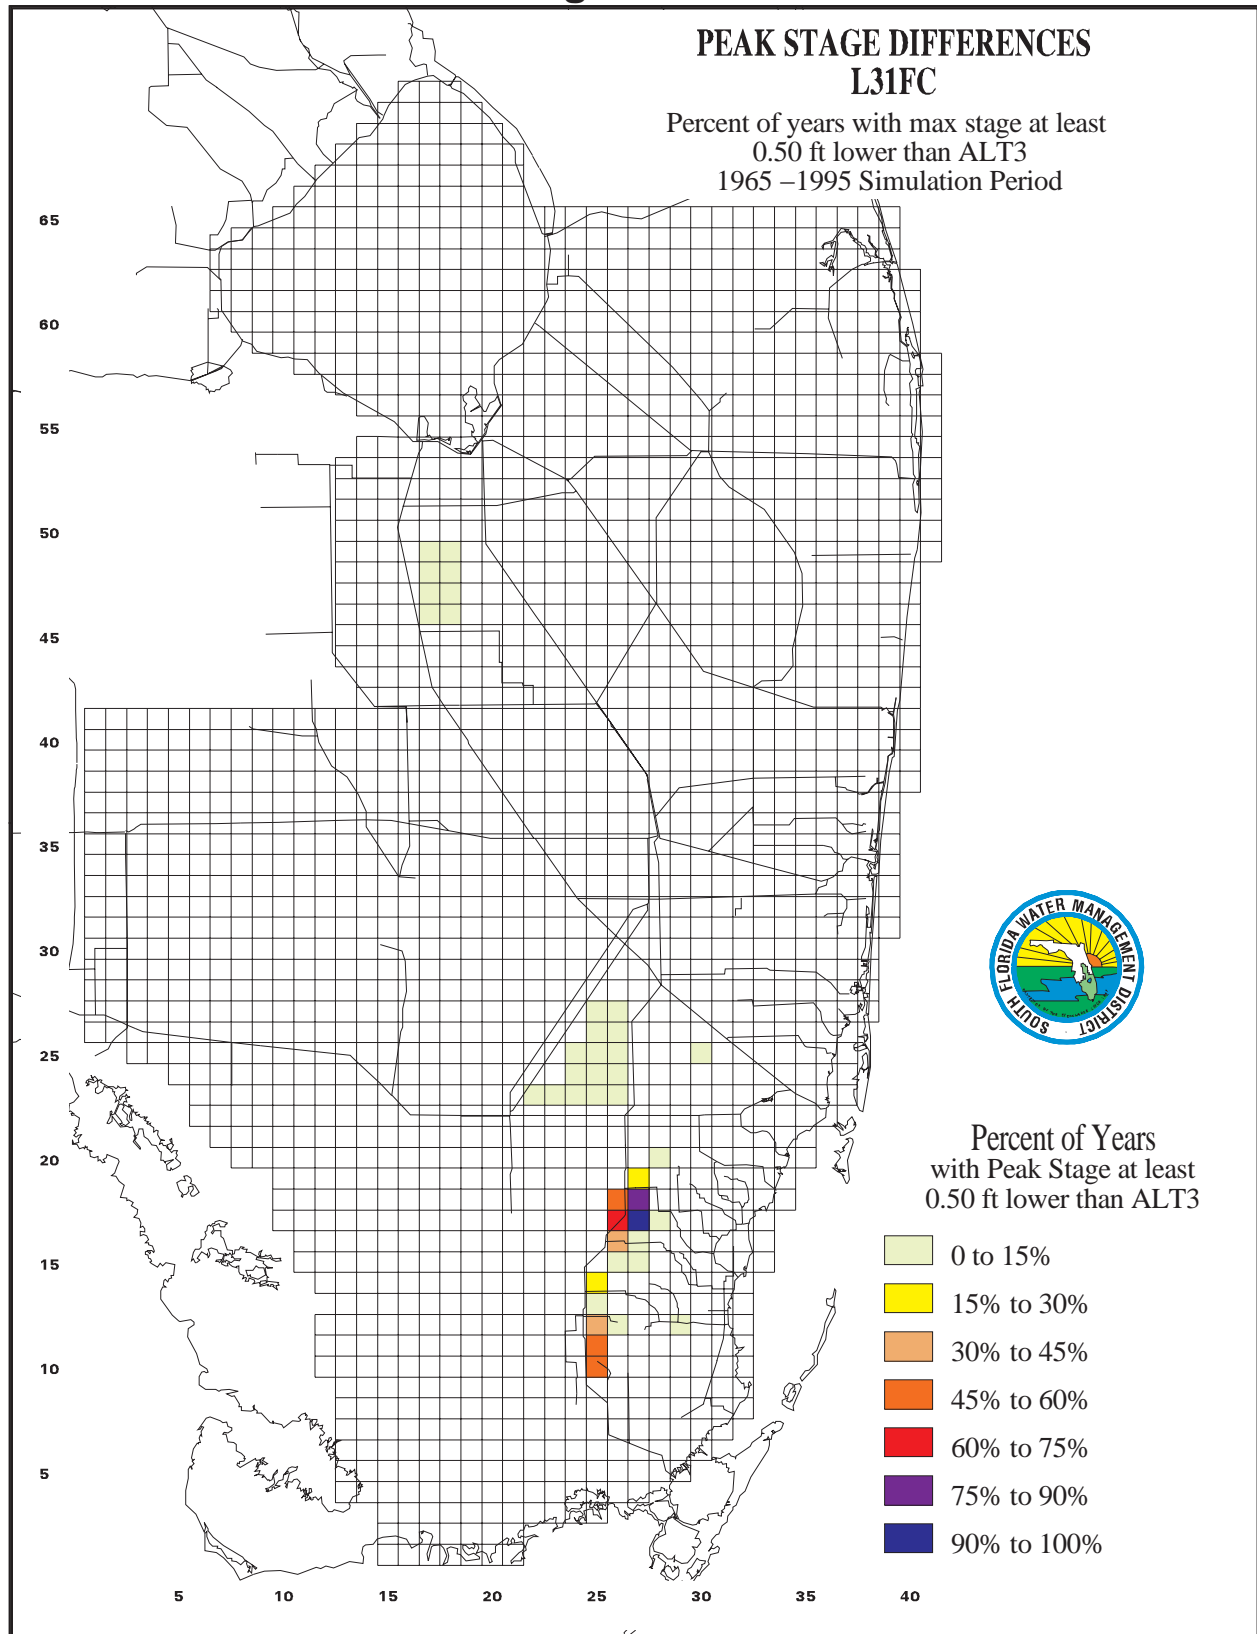 PEAK STAGE DIFFERENCES
L31FC
Percent of years with max stage at least
0.50 ft lower than ALT3
1965 –1995 Simulation Period
65
60
55
50
45
40
35
30
25
20
15
10
5
5 10 15 20 25 30 35 40
SOUTH FLORIDA WATER MANAGEMENT DISTRICT
Percent of Years
with Peak Stage at least
0.50 ft lower than ALT3
0 to 15%
15% to 30%
30% to 45%
45% to 60%
60% to 75%
75% to 90%
90% to 100%